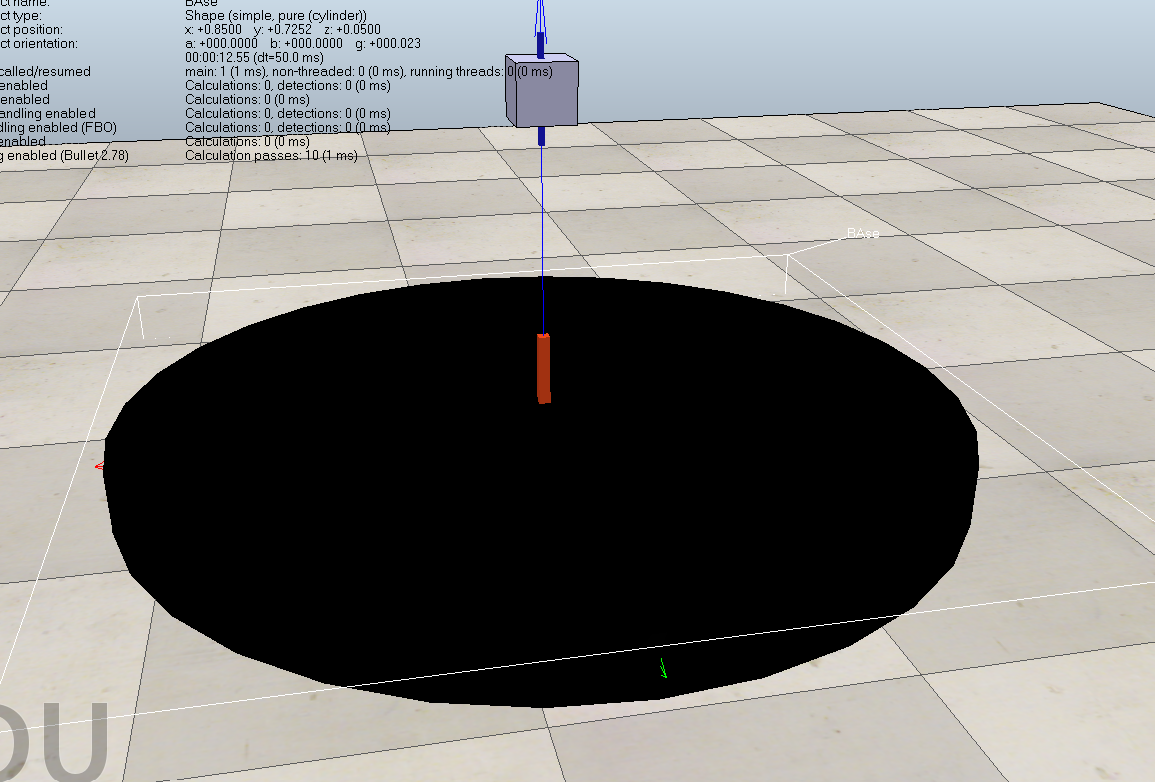 ct name: BAse
ct type: Shape (simple, pure (cylinder))
ct position: x: +0.8500 y: +0.7252 z: +0.0500
ct orientation: a: +000.0000 b: +000.0000 g: +000.023
00:00:12.55 (dt=50.0 ms)
called/resumed main: 1 (1 ms), non-threaded: 0 (0 ms), running threads: 0 (0 ms)
enabled Calculations: 0, detections: 0 (0 ms)
enabled Calculations: 0 (0 ms)
andling enabled Calculations: 0, detections: 0 (0 ms)
dling enabled (FBO) Calculations: 0, detections: 0 (0 ms)
enabled Calculations: 0 (0 ms)
g enabled (Bullet 2.78) Calculation passes: 10 (1 ms)
BAse
DU